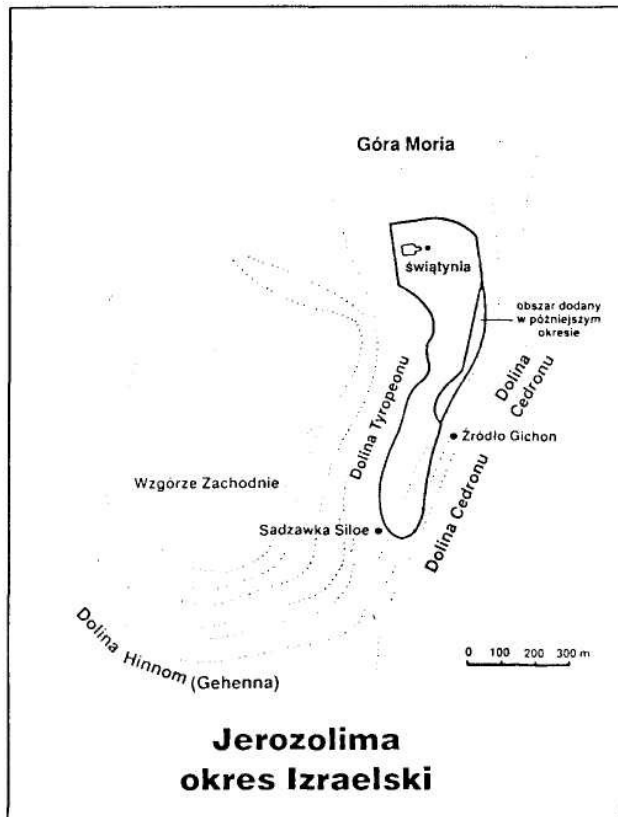 Góra Moria
świątynia
obszar dodany
w późniejszym
okresie
Dolina Tyropeonu
Dolina
Cedronu
Źródło Gichon
Wzgórze Zachodnie
Sadzawka Siloe
Dolina Cedronu
Dolina Hinnom (Gehenna)
0 100 200 300 m
Jerozolima
okres Izraelski